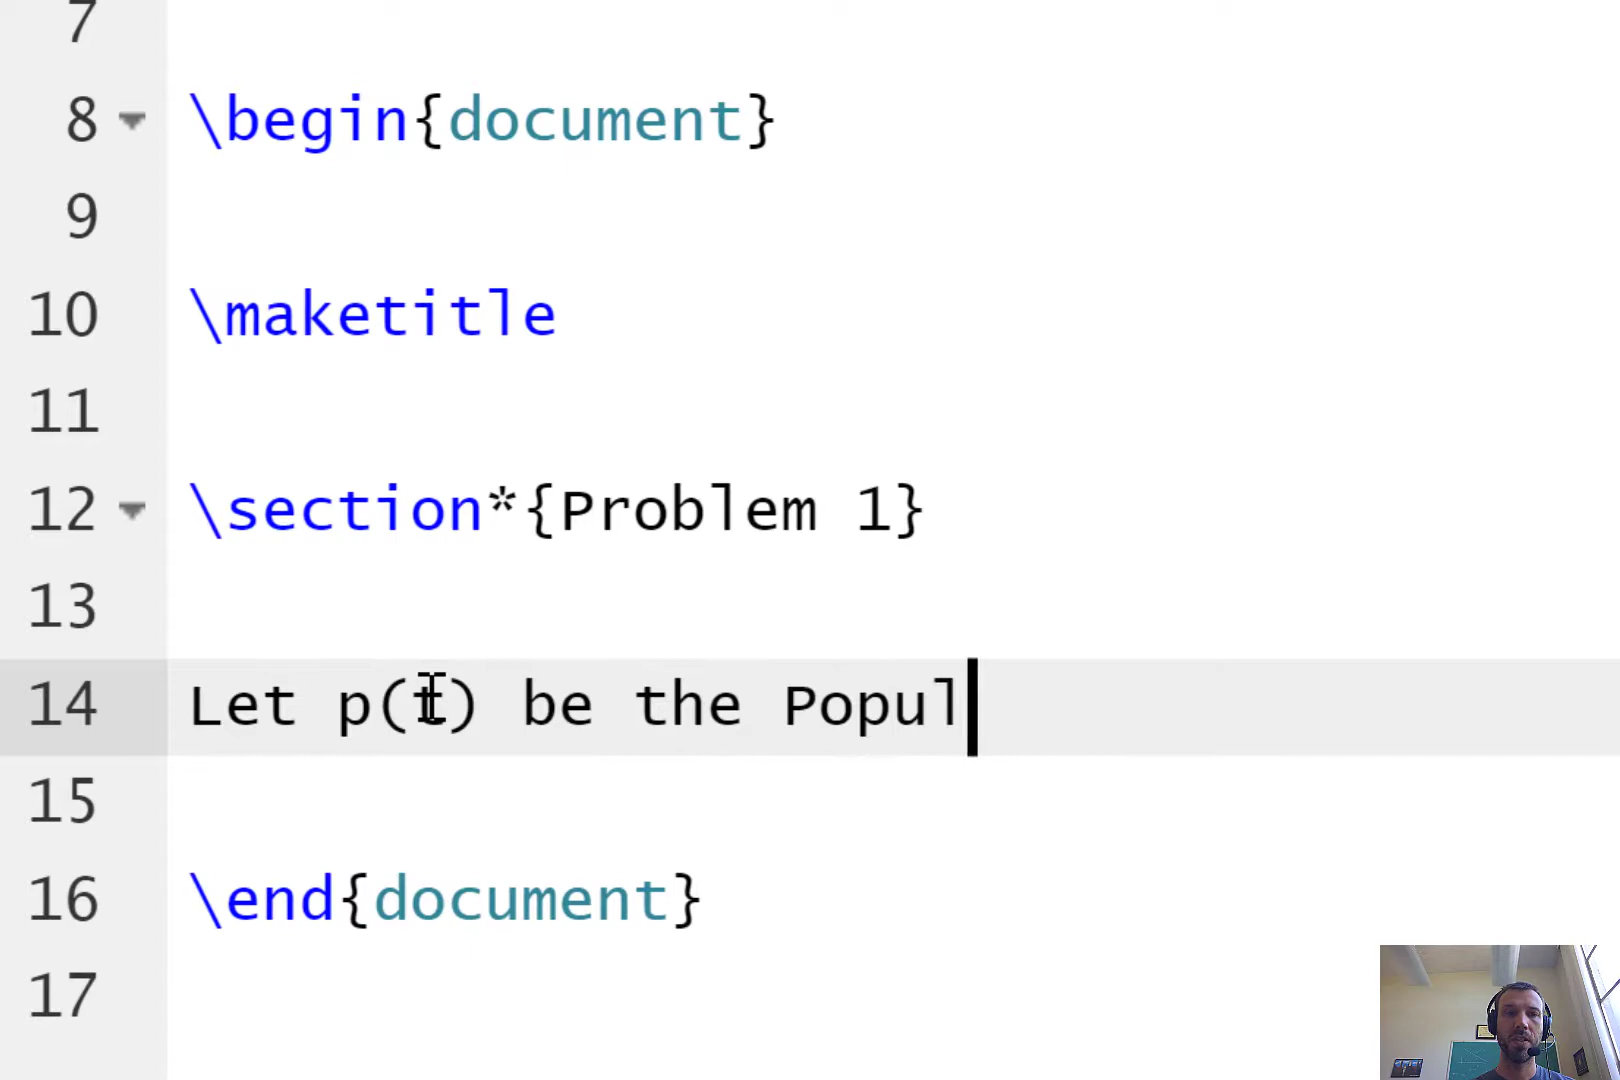 7
8 \begin{document}
9
10 \maketitle
11
12 \section*{Problem 1}
13
14 Let p(t) be the Popul
15
16 \end{document}
17